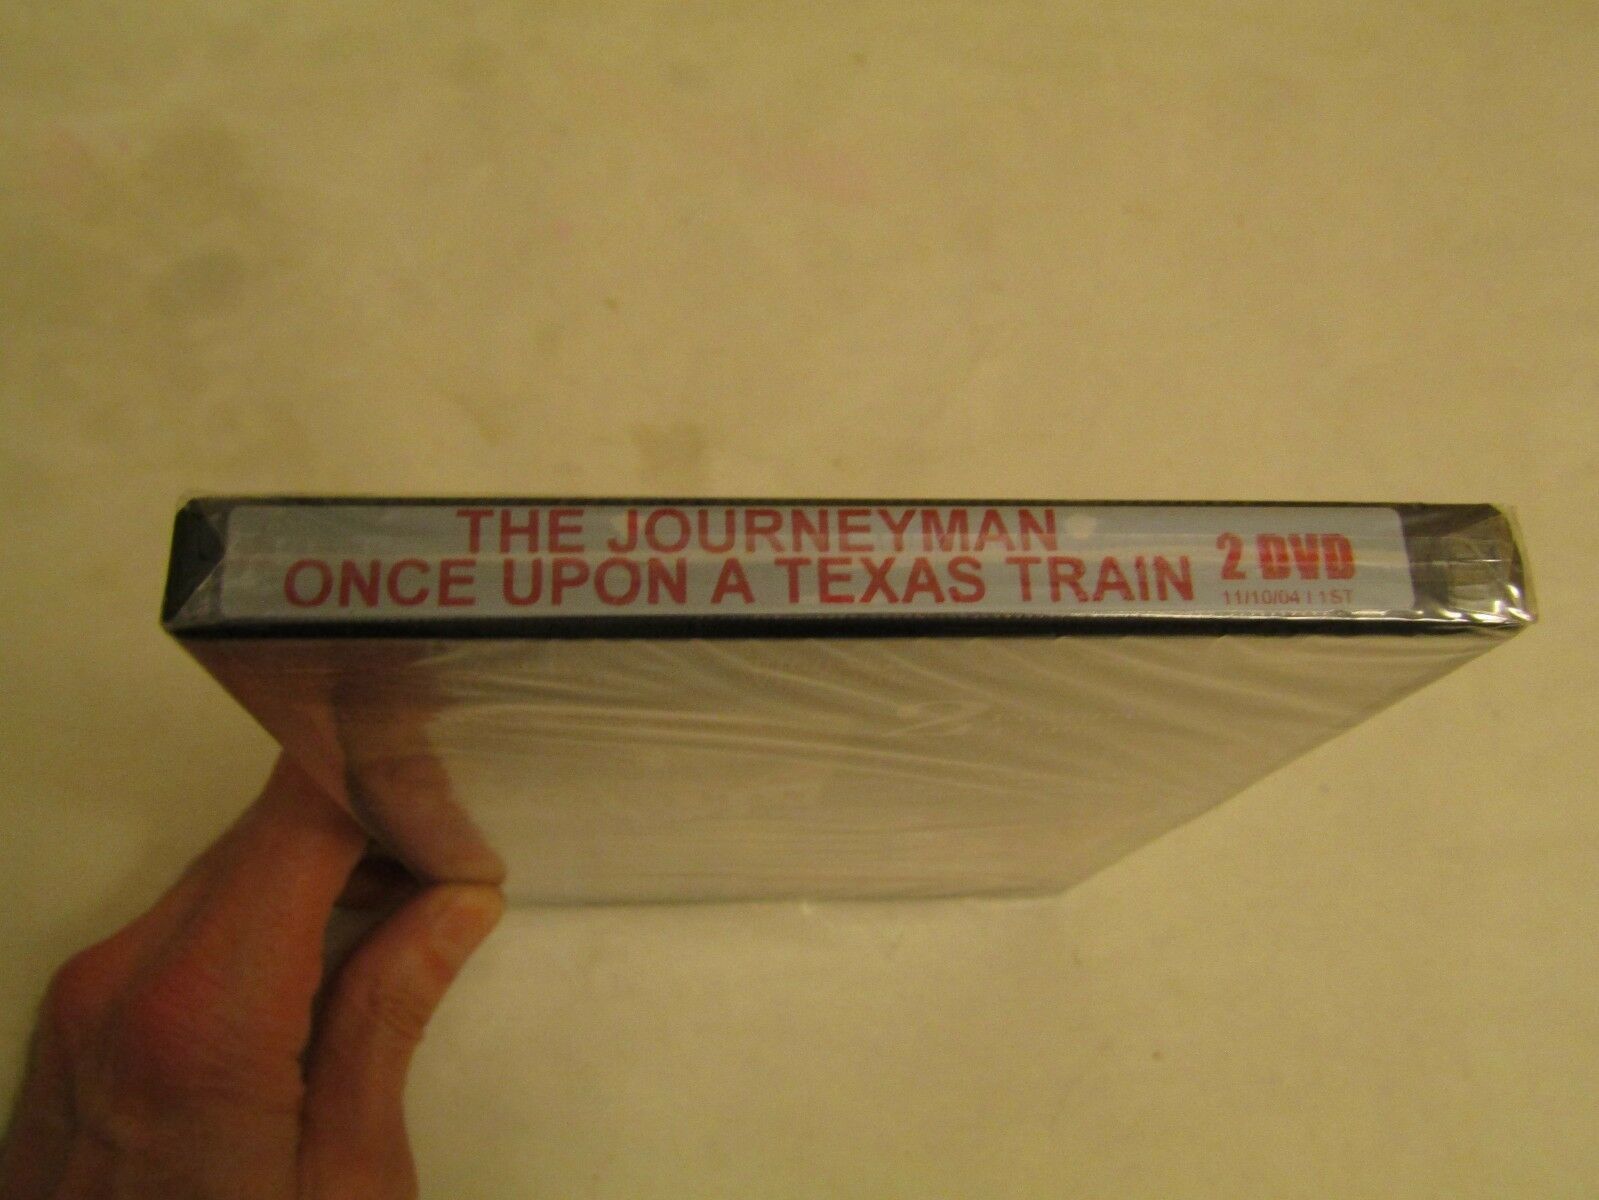 THE JOURNEYMAN
ONCE UPON A TEXAS TRAIN
2 DVD
11/10/04 | 1ST